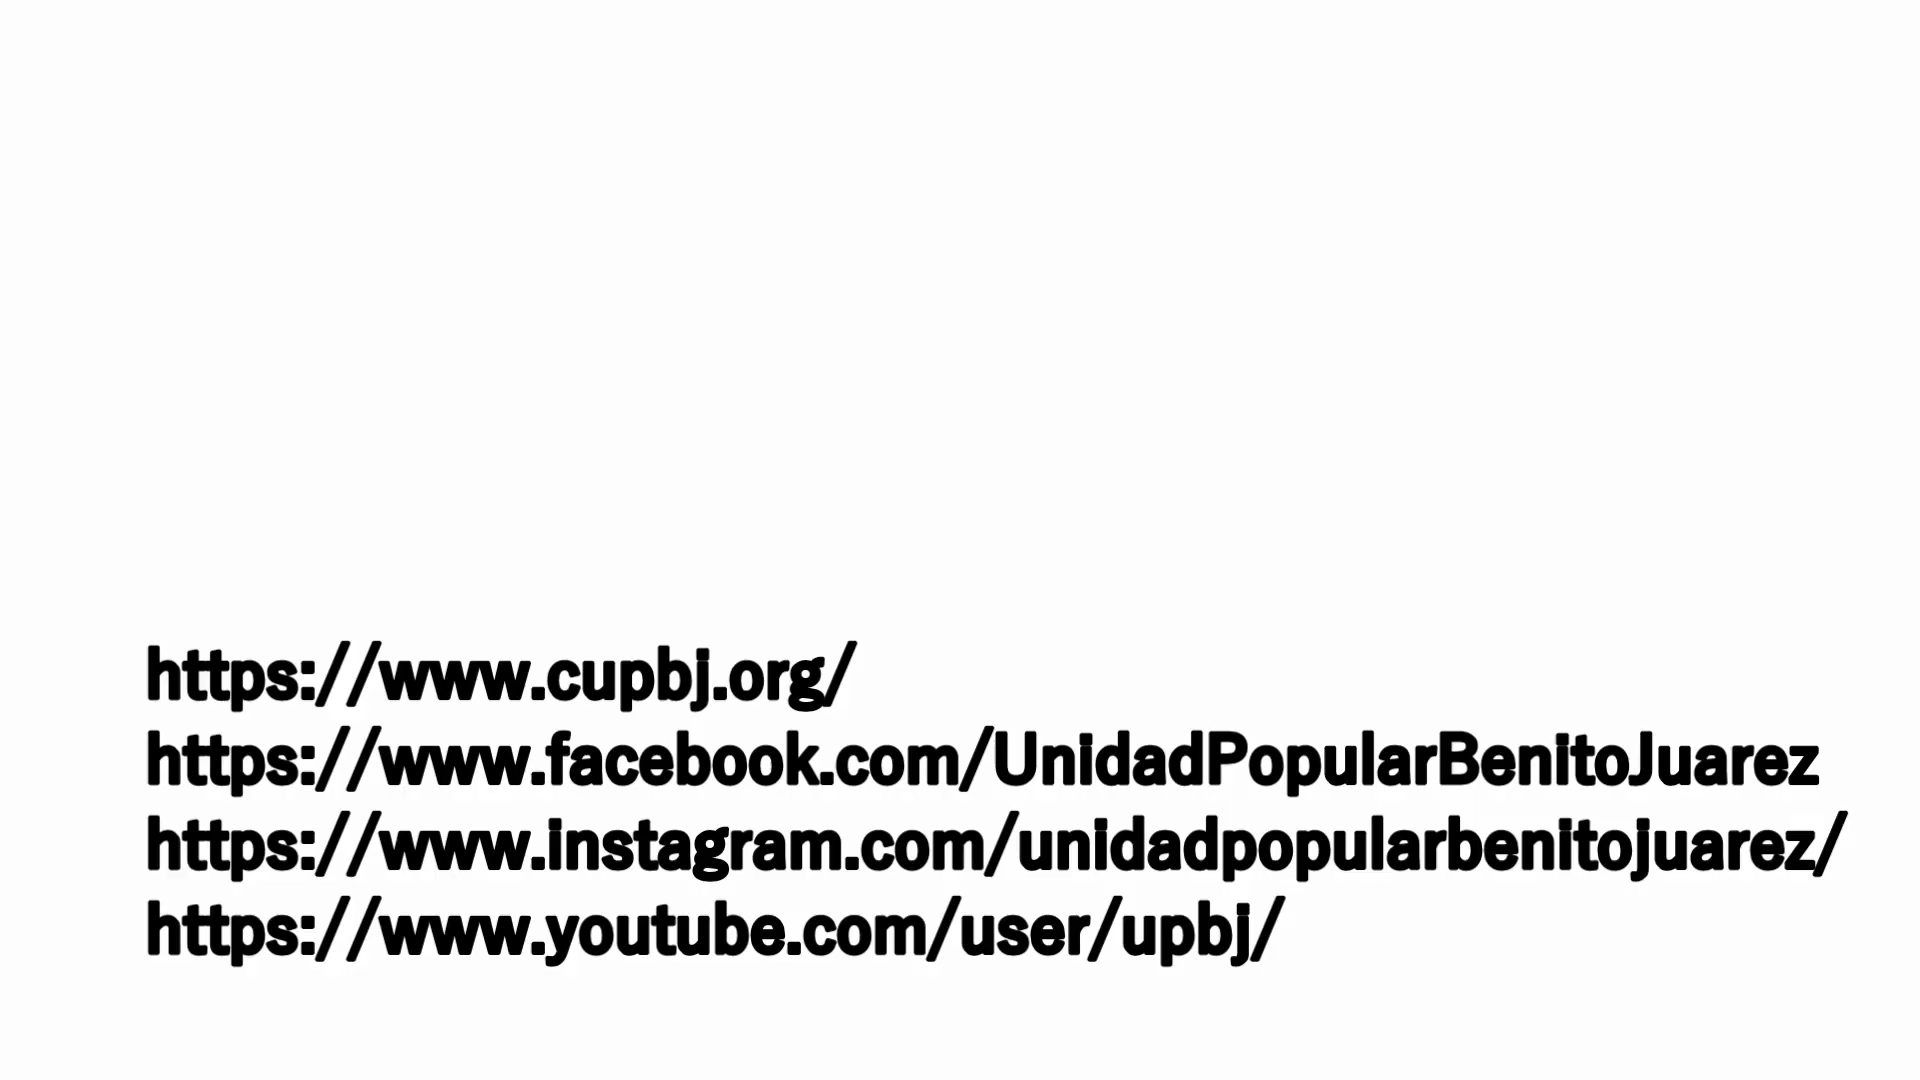 https://www.cupbj.org/
https://www.facebook.com/UnidadPopularBenitoJuarez
https://www.instagram.com/unidadpopularbenitojuarez/
https://www.youtube.com/user/upbj/